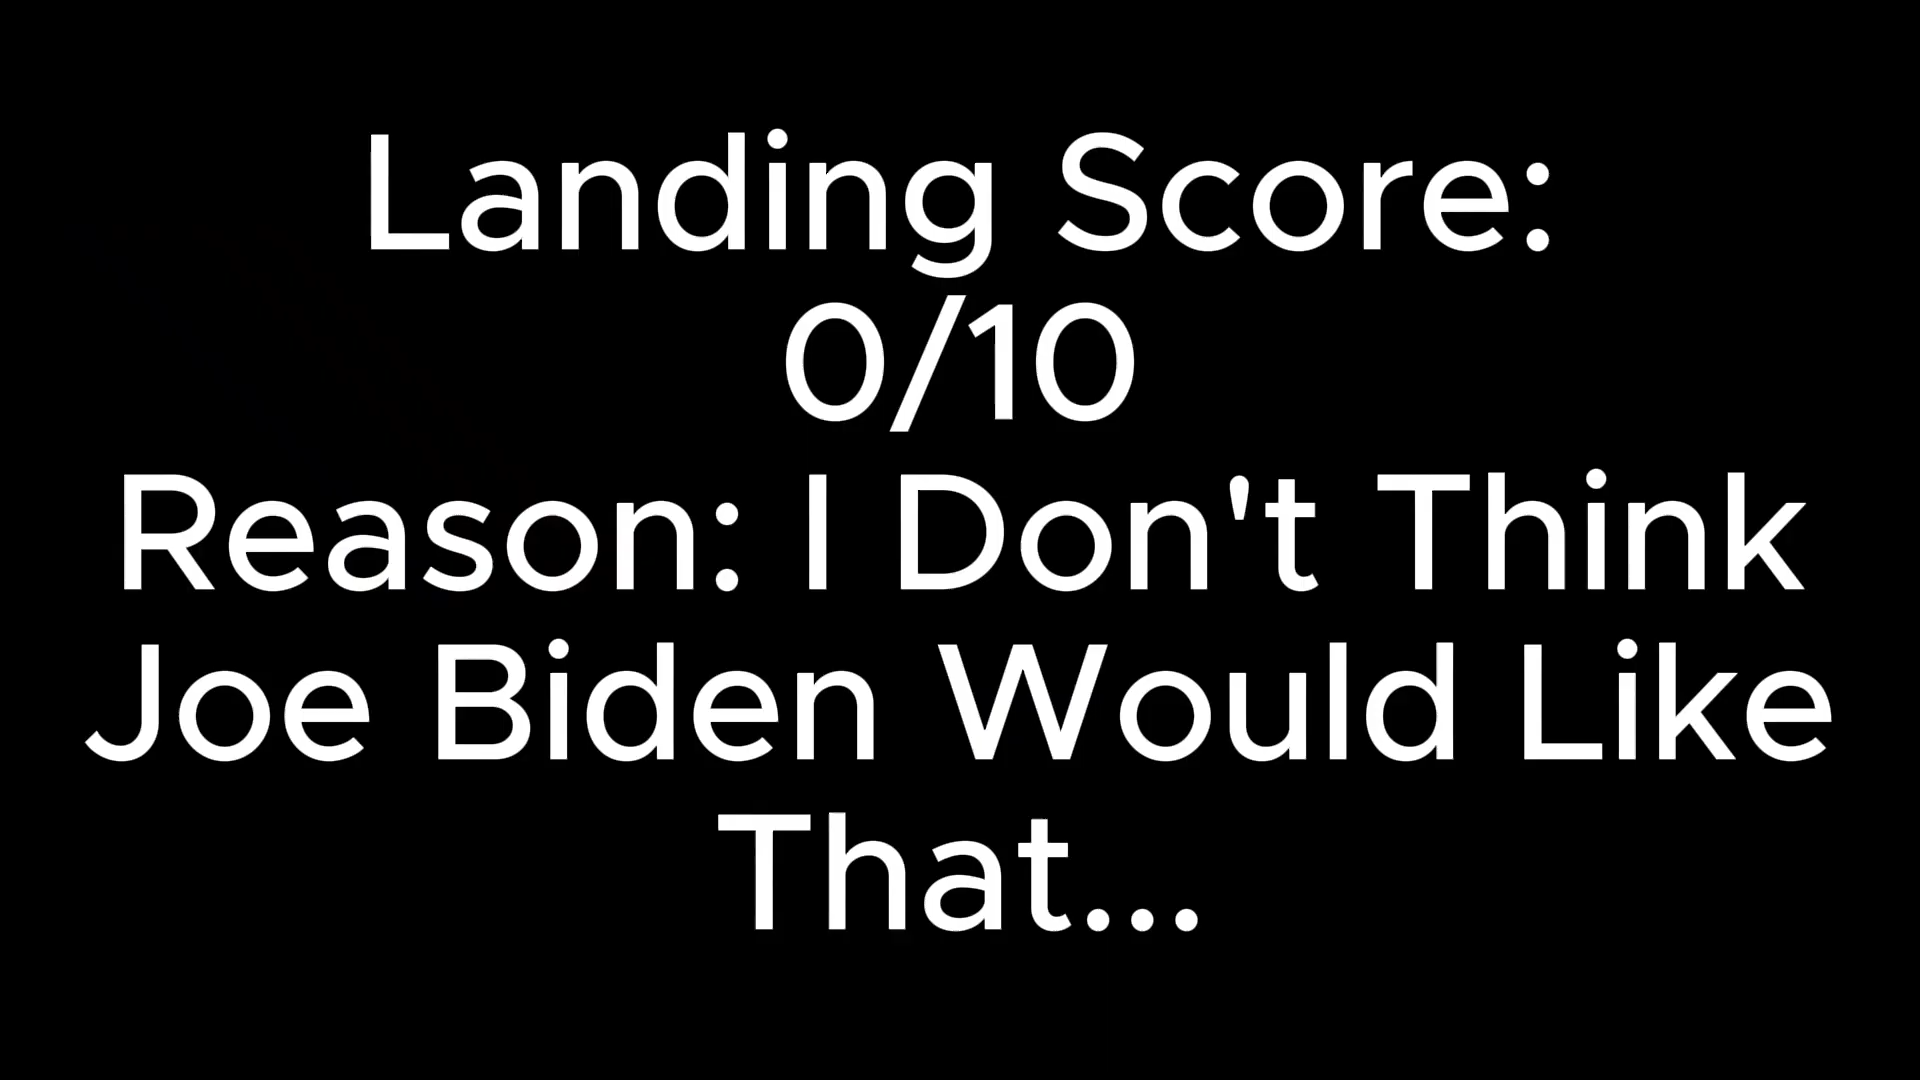 Landing Score:
0/10
Reason: I Don't Think
Joe Biden Would Like
That...